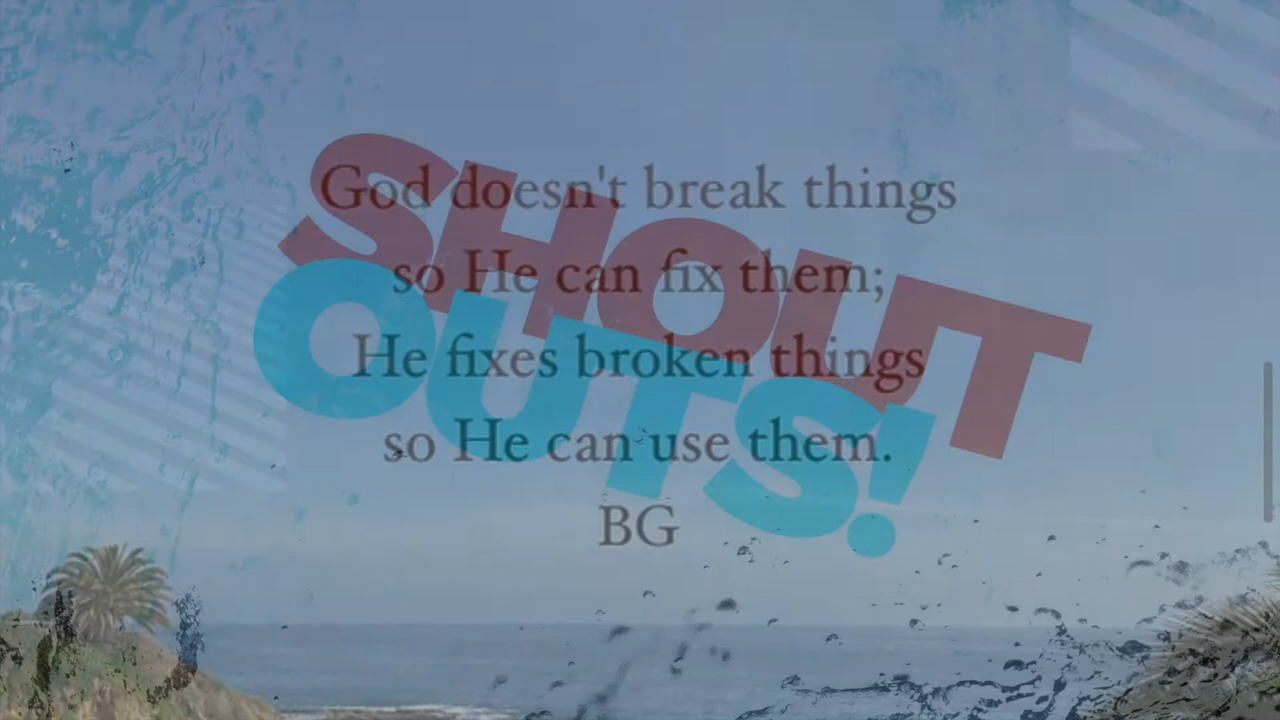 SHOUT
OUTS!
God doesn't break things
so He can fix them;
He fixes broken things
so He can use them.
BG